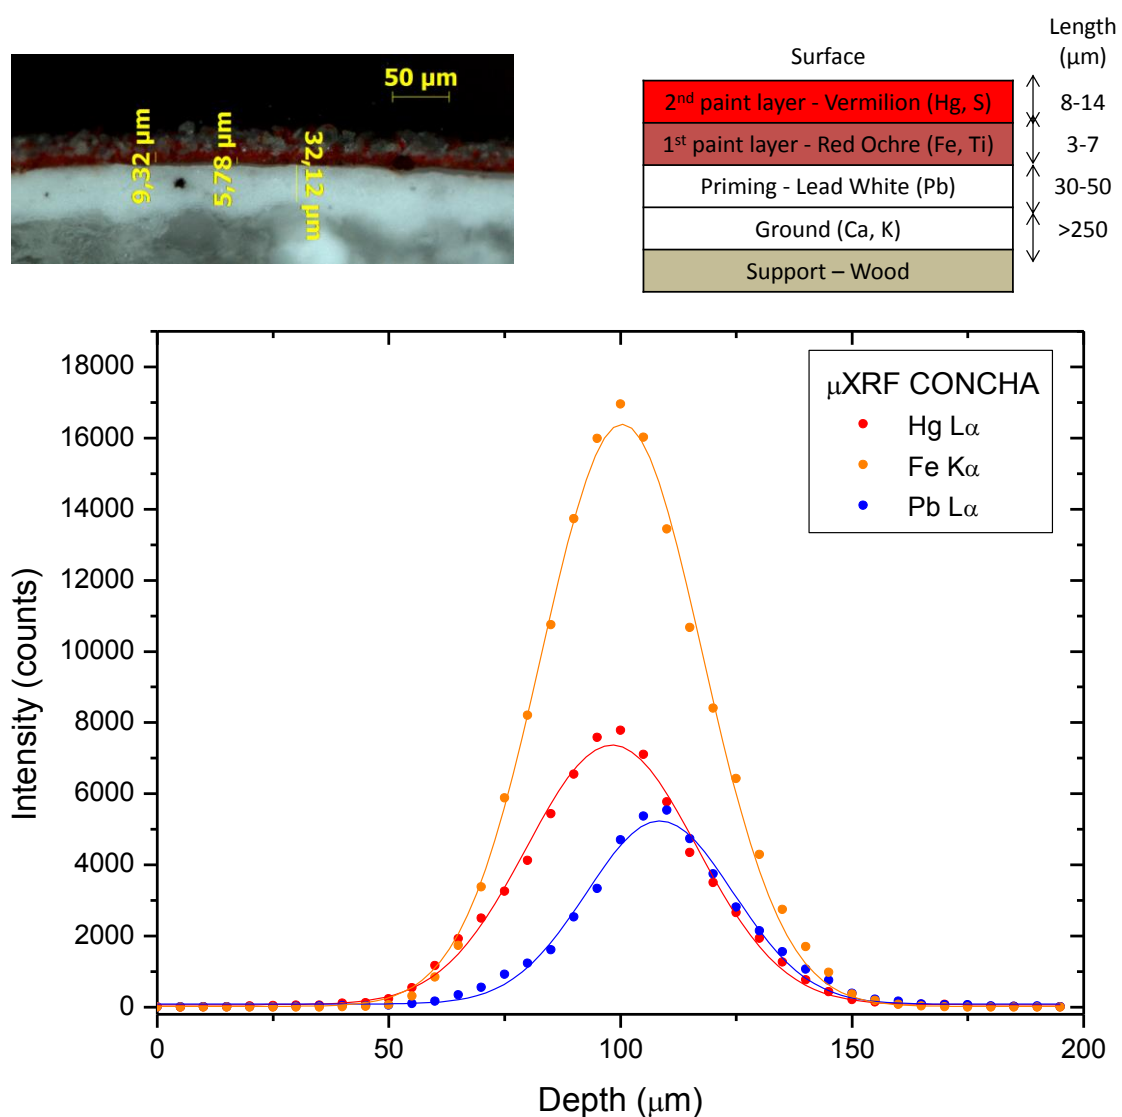 50 µm
9,32 µm
5,78 µm
32,12 µm
Surface
Length
(µm)
2nd paint layer - Vermilion (Hg, S)
8-14
1st paint layer - Red Ochre (Fe, Ti)
3-7
Priming - Lead White (Pb)
30-50
Ground (Ca, K)
>250
Support – Wood
µXRF CONCHA
Hg Lα
Fe Kα
Pb Lα
Intensity (counts)
18000
16000
14000
12000
10000
8000
6000
4000
2000
0
0 50 100 150 200
Depth (µm)